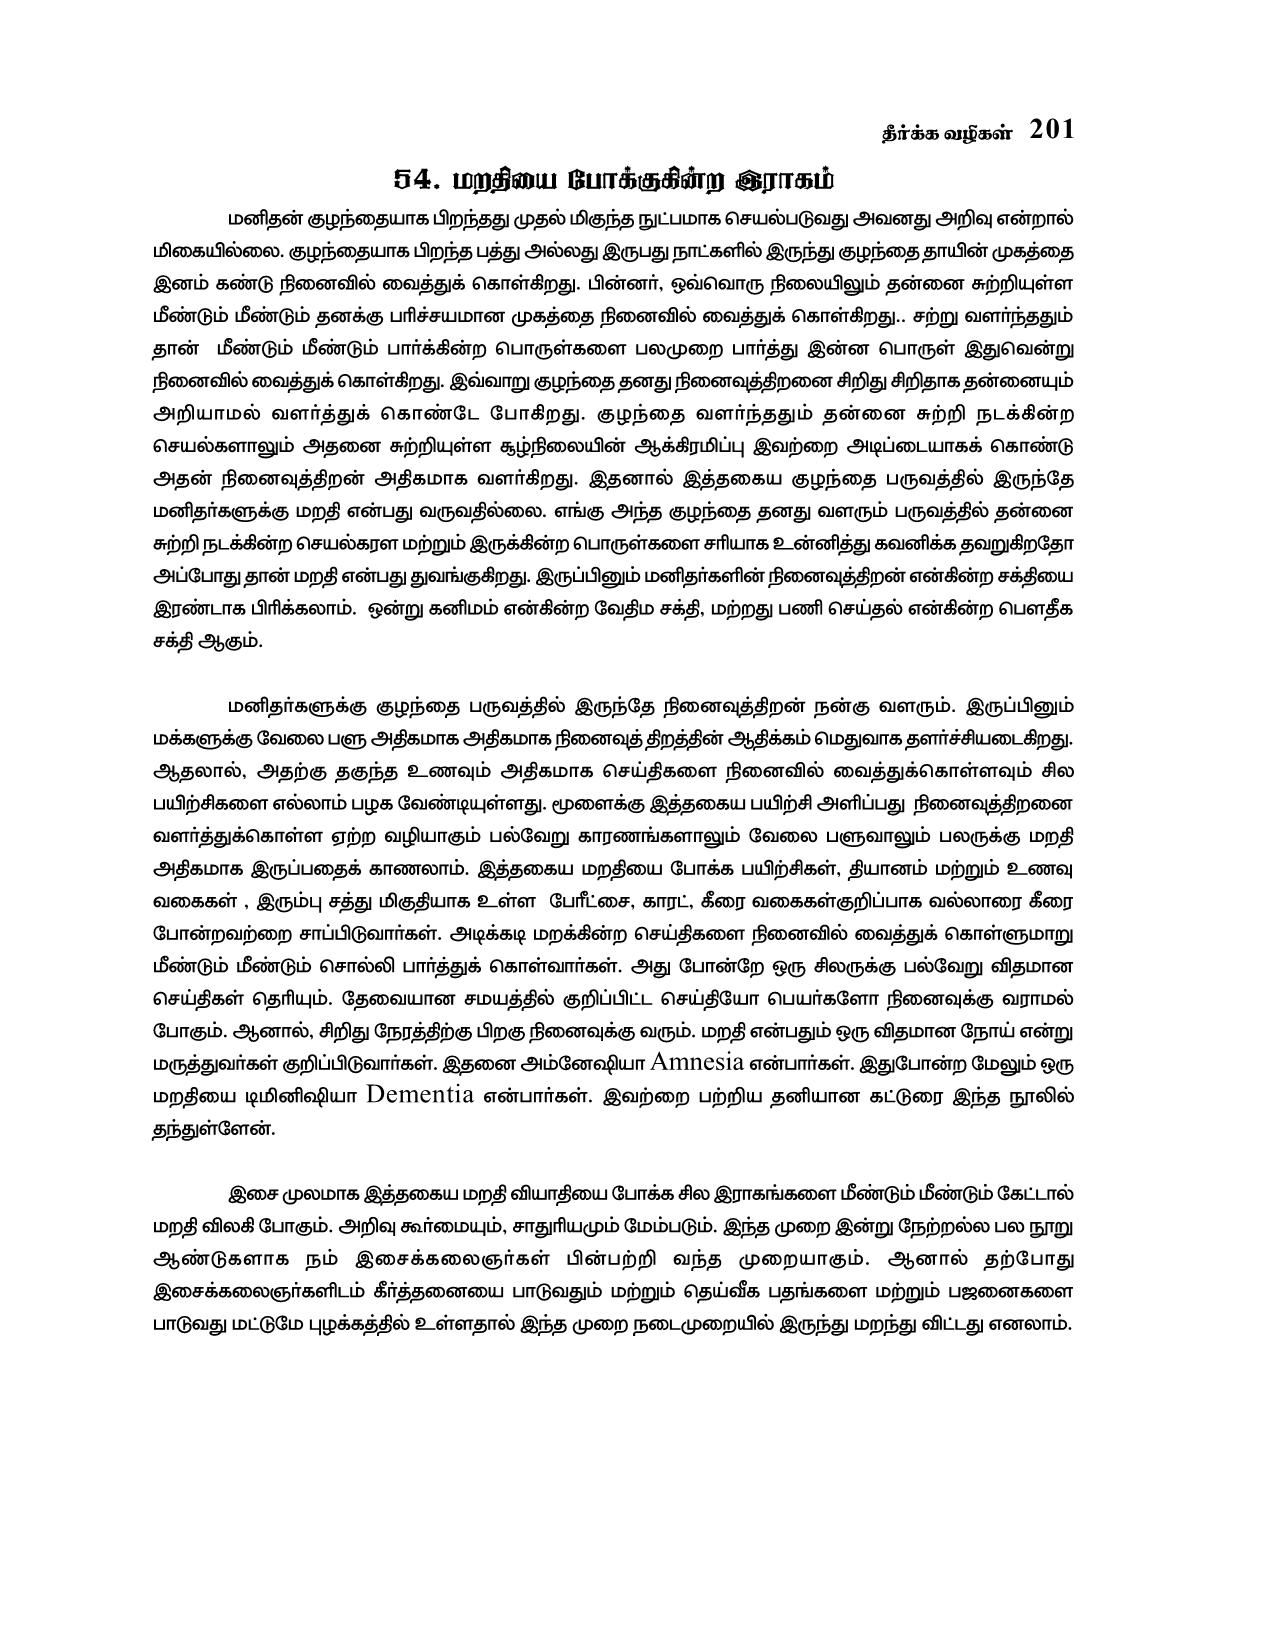 தீர்க்க வழிகள் 201
54. மறதியை போக்குகின்ற இராகம்
மனிதன் குழந்தையாக பிறந்தது முதல் மிகுந்த நுட்பமாக செயல்படுவது அவனது அறிவு என்றால்
மிகையில்லை. குழந்தையாக பிறந்த பத்து அல்லது இருபது நாட்களில் இருந்து குழந்தை தாயின் முகத்தை
இனம் கண்டு நினைவில் வைத்துக் கொள்கிறது. பின்னர், ஒவ்வொரு நிலையிலும் தன்னை சுற்றியுள்ள
மீண்டும் மீண்டும் தனக்கு பரிச்சயமான முகத்தை நினைவில் வைத்துக் கொள்கிறது.. சற்று வளர்ந்ததும்
தான் மீண்டும் மீண்டும் பார்க்கின்ற பொருள்களை பலமுறை பார்த்து இன்ன பொருள் இதுவென்று
நினைவில் வைத்துக் கொள்கிறது. இவ்வாறு குழந்தை தனது நினைவுத்திறனை சிறிது சிறிதாக தன்னையும்
அறியாமல் வளர்த்துக் கொண்டே போகிறது. குழந்தை வளர்ந்ததும் தன்னை சுற்றி நடக்கின்ற
செயல்களாலும் அதனை சுற்றியுள்ள சூழ்நிலையின் ஆக்கிரமிப்பு இவற்றை அடிப்டையாகக் கொண்டு
அதன் நினைவுத்திறன் அதிகமாக வளர்கிறது. இதனால் இத்தகைய குழந்தை பருவத்தில் இருந்தே
மனிதர்களுக்கு மறதி என்பது வருவதில்லை. எங்கு அந்த குழந்தை தனது வளரும் பருவத்தில் தன்னை
சுற்றி நடக்கின்ற செயல்கரள மற்றும் இருக்கின்ற பொருள்களை சரியாக உன்னித்து கவனிக்க தவறுகிறதோ
அப்போது தான் மறதி என்பது துவங்குகிறது. இருப்பினும் மனிதர்களின் நினைவுத்திறன் என்கின்ற சக்தியை
இரண்டாக பிரிக்கலாம். ஒன்று கனிமம் என்கின்ற வேதிம சக்தி, மற்றது பணி செய்தல் என்கின்ற பௌதீக
சக்தி ஆகும்.
மனிதர்களுக்கு குழந்தை பருவத்தில் இருந்தே நினைவுத்திறன் நன்கு வளரும். இருப்பினும்
மக்களுக்கு வேலை பளு அதிகமாக அதிகமாக நினைவுத் திறத்தின் ஆதிக்கம் மெதுவாக தளர்ச்சியடைகிறது.
ஆதலால், அதற்கு தகுந்த உணவும் அதிகமாக செய்திகளை நினைவில் வைத்துக்கொள்ளவும் சில
பயிற்சிகளை எல்லாம் பழக வேண்டியுள்ளது. மூளைக்கு இத்தகைய பயிற்சி அளிப்பது நினைவுத்திறனை
வளர்த்துக்கொள்ள ஏற்ற வழியாகும் பல்வேறு காரணங்களாலும் வேலை பளுவாலும் பலருக்கு மறதி
அதிகமாக இருப்பதைக் காணலாம். இத்தகைய மறதியை போக்க பயிற்சிகள், தியானம் மற்றும் உணவு
வகைகள் , இரும்பு சத்து மிகுதியாக உள்ள பேரீட்சை, காரட், கீரை வகைகள்குறிப்பாக வல்லாரை கீரை
போன்றவற்றை சாப்பிடுவார்கள். அடிக்கடி மறக்கின்ற செய்திகளை நினைவில் வைத்துக் கொள்ளுமாறு
மீண்டும் மீண்டும் சொல்லி பார்த்துக் கொள்வார்கள். அது போன்றே ஒரு சிலருக்கு பல்வேறு விதமான
செய்திகள் தெரியும். தேவையான சமயத்தில் குறிப்பிட்ட செய்தியோ பெயர்களோ நினைவுக்கு வராமல்
போகும். ஆனால், சிறிது நேரத்திற்கு பிறகு நினைவுக்கு வரும். மறதி என்பதும் ஒரு விதமான நோய் என்று
மருத்துவர்கள் குறிப்பிடுவார்கள். இதனை அம்னேஷியா Amnesia என்பார்கள். இதுபோன்ற மேலும் ஒரு
மறதியை டிமினிஷியா Dementia என்பார்கள். இவற்றை பற்றிய தனியான கட்டுரை இந்த நூலில்
தந்துள்ளேன்.
இசை முலமாக இத்தகைய மறதி வியாதியை போக்க சில இராகங்களை மீண்டும் மீண்டும் கேட்டால்
மறதி விலகி போகும். அறிவு கூர்மையும், சாதுரியமும் மேம்படும். இந்த முறை இன்று நேற்றல்ல பல நூறு
ஆண்டுகளாக நம் இசைக்கலைஞர்கள் பின்பற்றி வந்த முறையாகும். ஆனால் தற்போது
இசைக்கலைஞர்களிடம் கீர்த்தனையை பாடுவதும் மற்றும் தெய்வீக பதங்களை மற்றும் பஜனைகளை
பாடுவது மட்டுமே புழக்கத்தில் உள்ளதால் இந்த முறை நடைமுறையில் இருந்து மறந்து விட்டது எனலாம்.